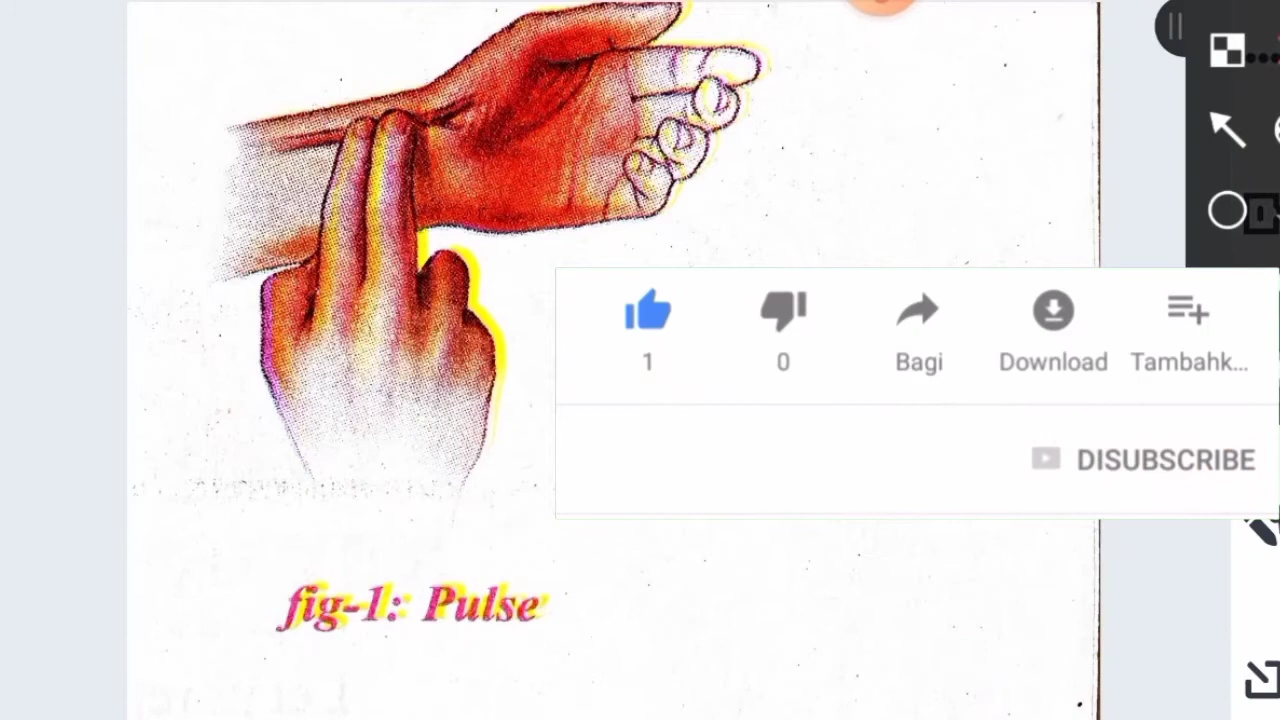 1
0
Bagi
Download
Tambahk...
DISUBSCRIBE
fig-1: Pulse